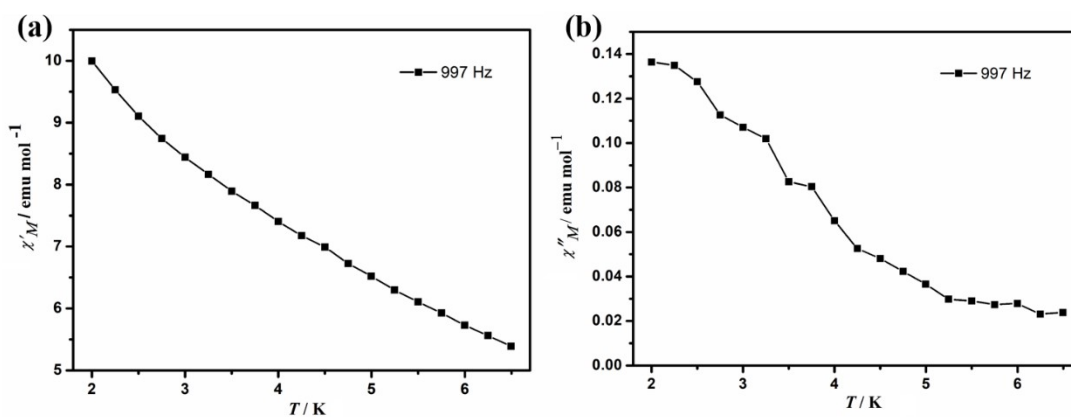 (a)
10
9
8
7
6
5
χ′M / emu mol -1
997 Hz
2 3 4 5 6
T / K
(b)
0.14
0.12
0.10
0.08
0.06
0.04
0.02
0.00
χ″M / emu mol−1
997 Hz
2 3 4 5 6
T / K